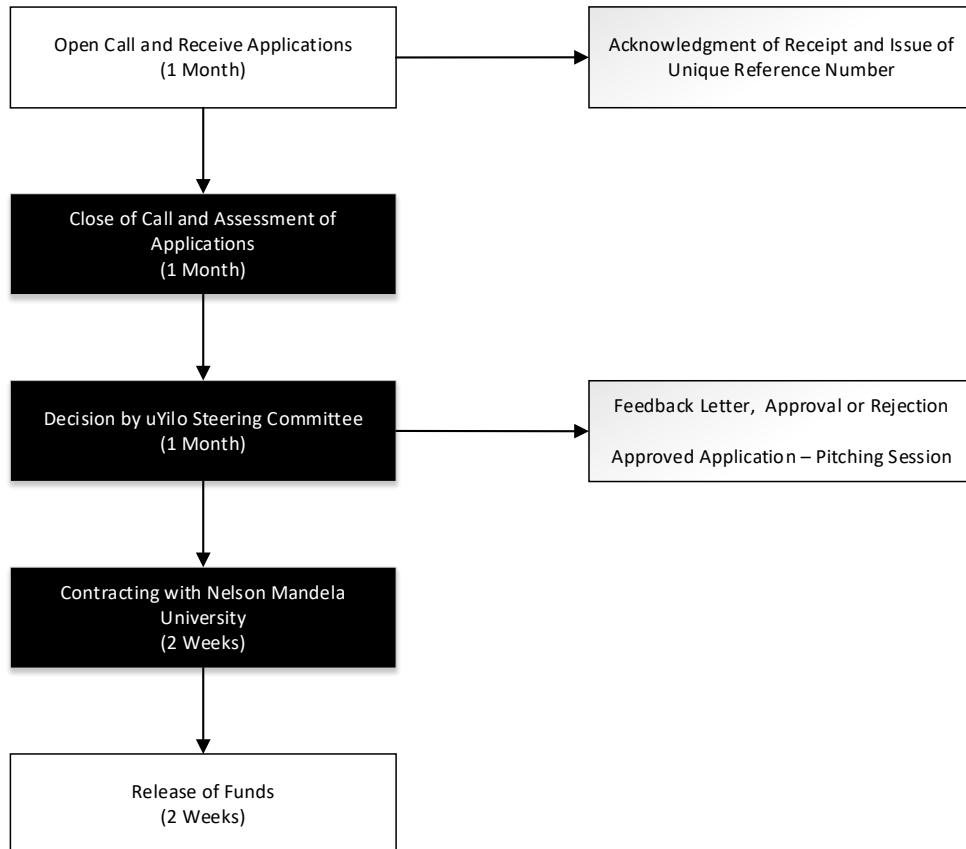 Open Call and Receive Applications
(1 Month)
Acknowledgment of Receipt and Issue of
Unique Reference Number
Close of Call and Assessment of
Applications
(1 Month)
Decision by uYilo Steering Committee
(1 Month)
Feedback Letter, Approval or Rejection
Approved Application – Pitching Session
Contracting with Nelson Mandela
University
(2 Weeks)
Release of Funds
(2 Weeks)